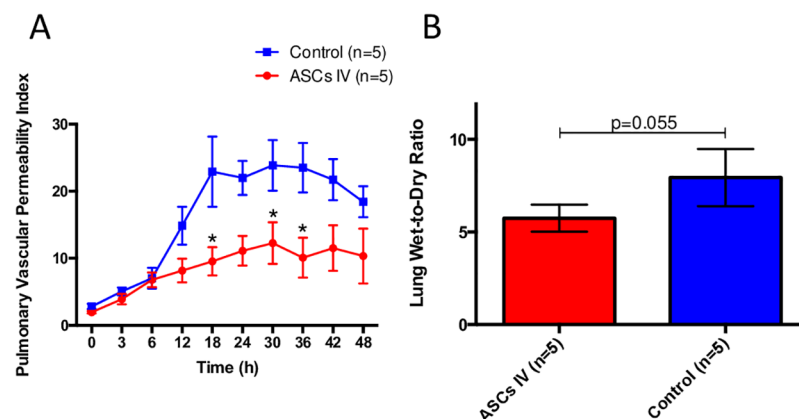 A
Control (n=5)
ASCs IV (n=5)
Pulmonary Vascular Permeability Index
30
20
10
0
*
*
*
0 3 6 12 18 24 30 36 42 48
Time (h)
B
p=0.055
Lung Wet-to-Dry Ratio
10
5
0
ASCs IV (n=5)
Control (n=5)